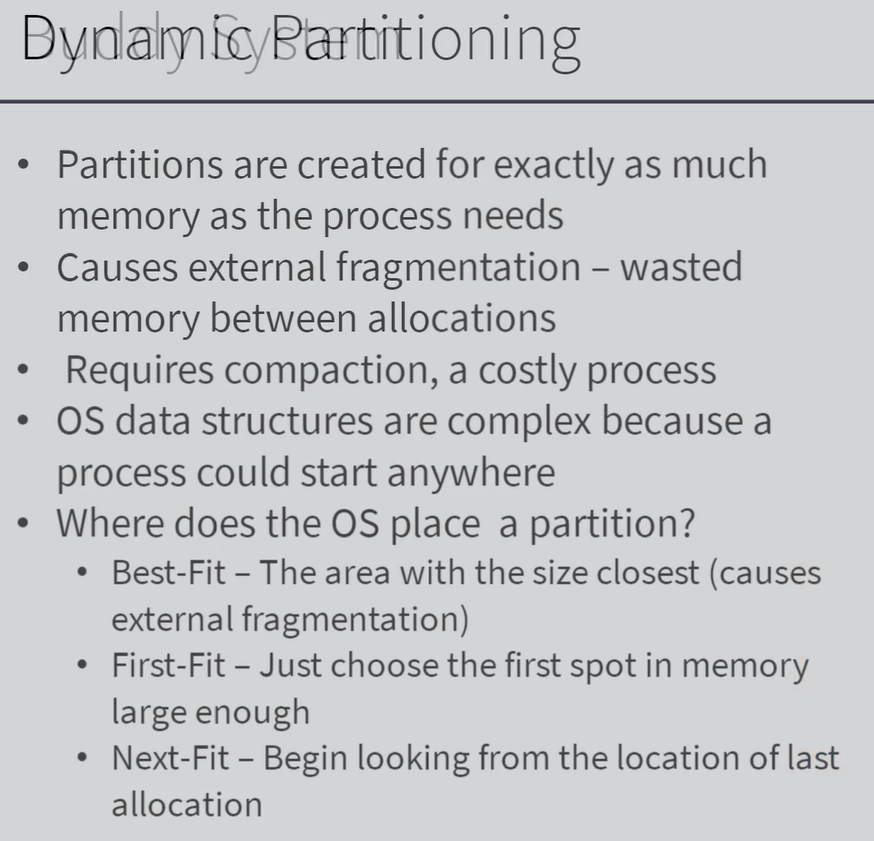 Dynamic Partitioning
Buddy System
• Partitions are created for exactly as much
memory as the process needs
• Causes external fragmentation – wasted
memory between allocations
• Requires compaction, a costly process
• OS data structures are complex because a
process could start anywhere
• Where does the OS place a partition?
• Best-Fit – The area with the size closest (causes
external fragmentation)
• First-Fit – Just choose the first spot in memory
large enough
• Next-Fit – Begin looking from the location of last
allocation